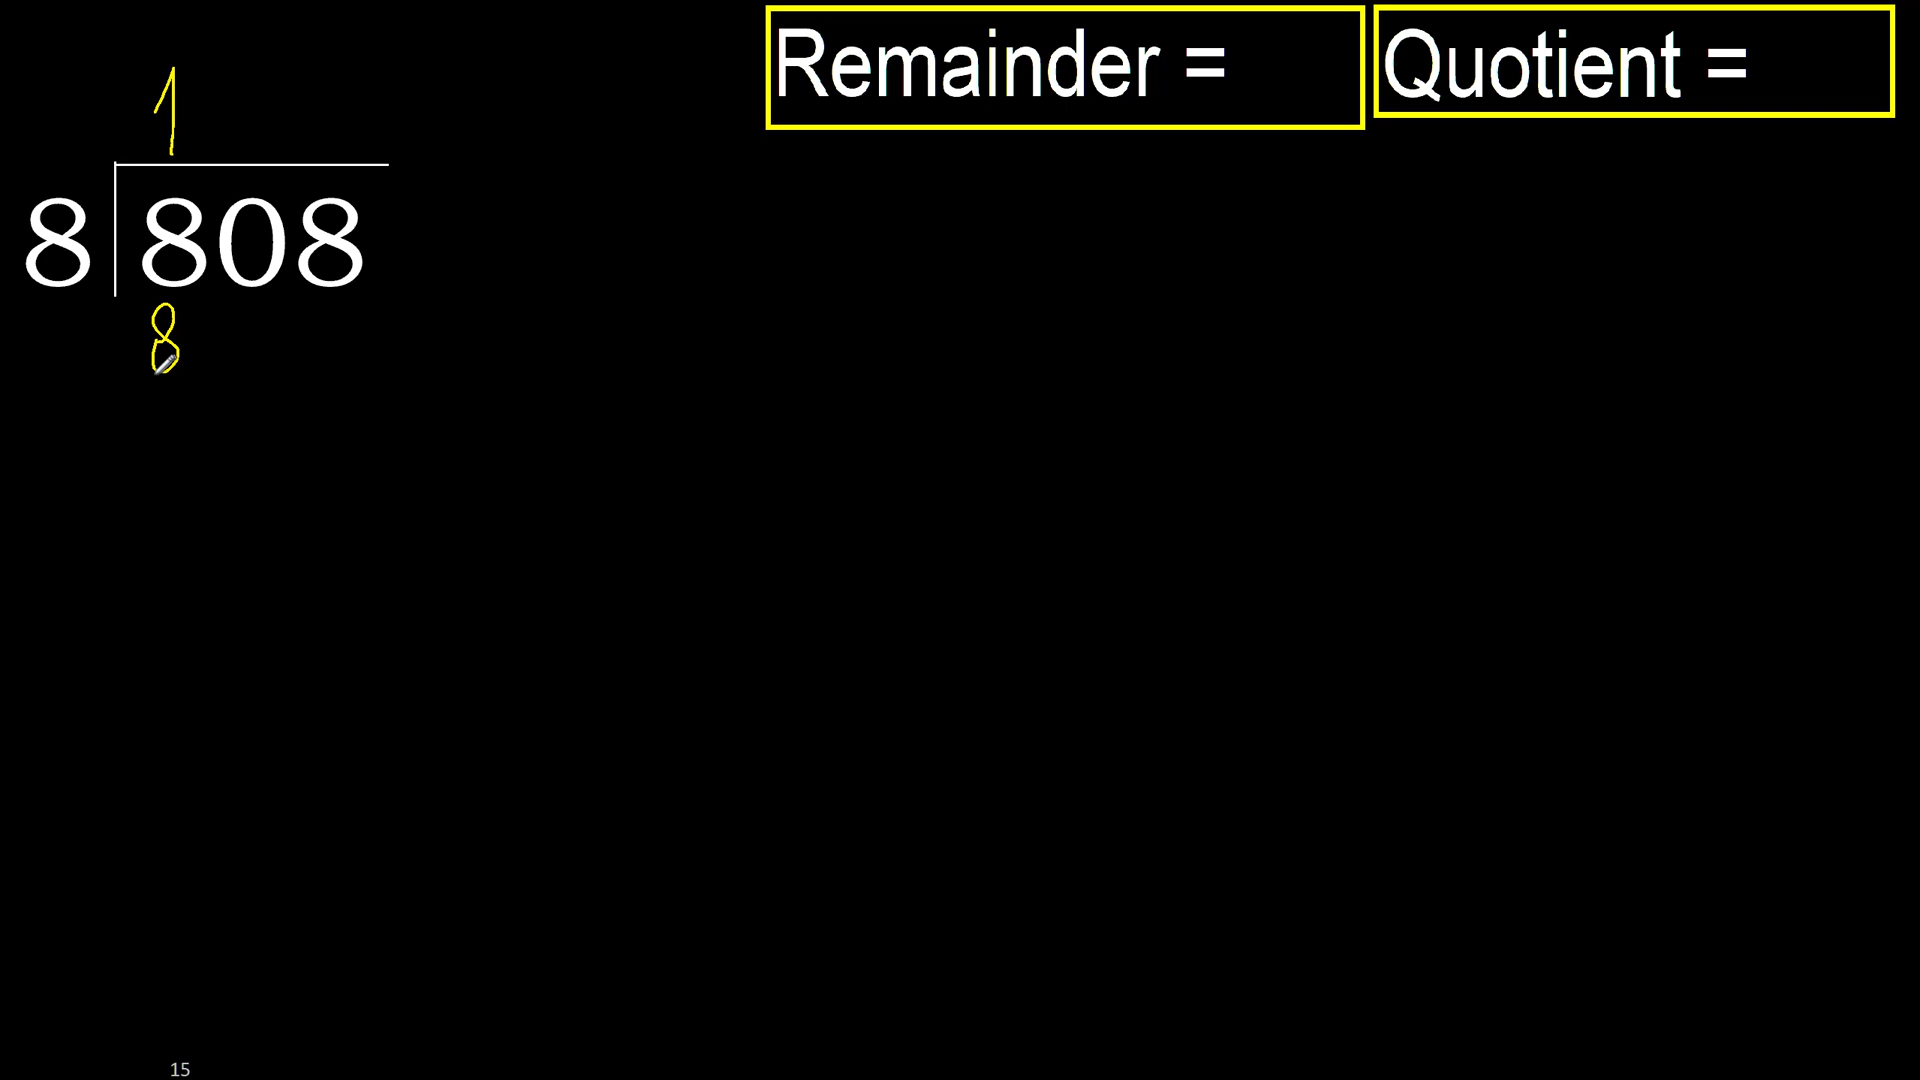 Remainder = Quotient =
1
8 808
8
15